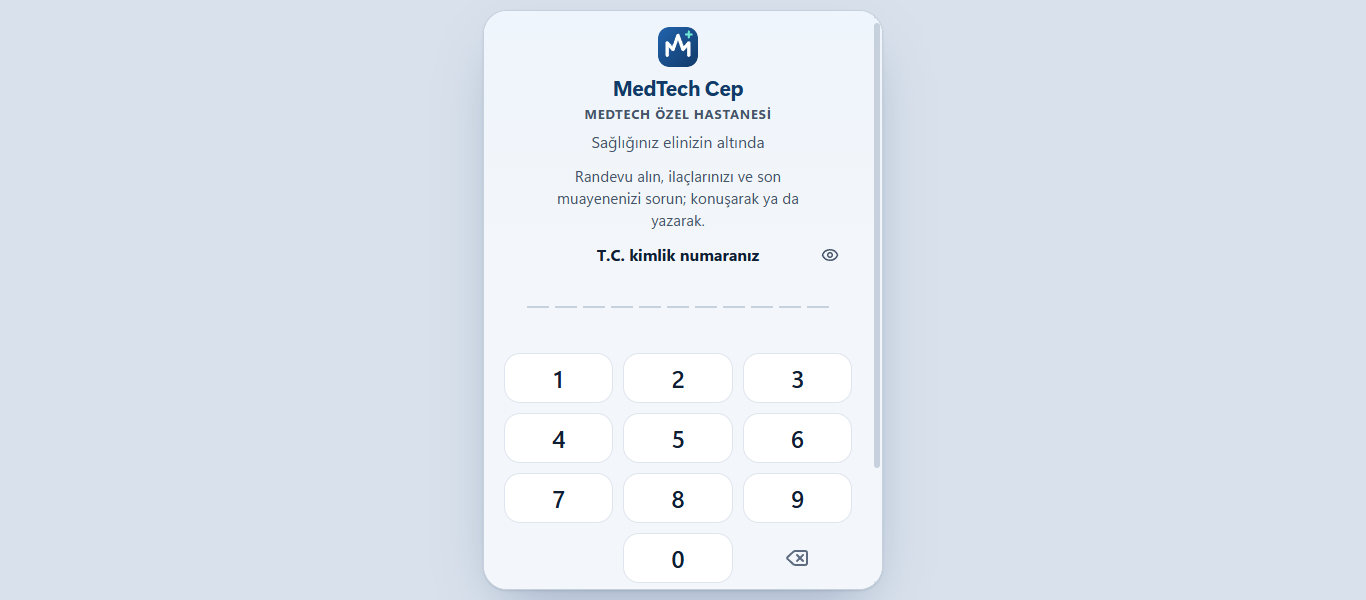 MedTech Cep
MEDTECH ÖZEL HASTANESİ
Sağlığınız elinizin altında
Randevu alın, ilaçlarınızı ve son
muayenenizi sorun; konuşarak ya da
yazarak.
T.C. kimlik numaranız
1 2 3
4 5 6
7 8 9
0